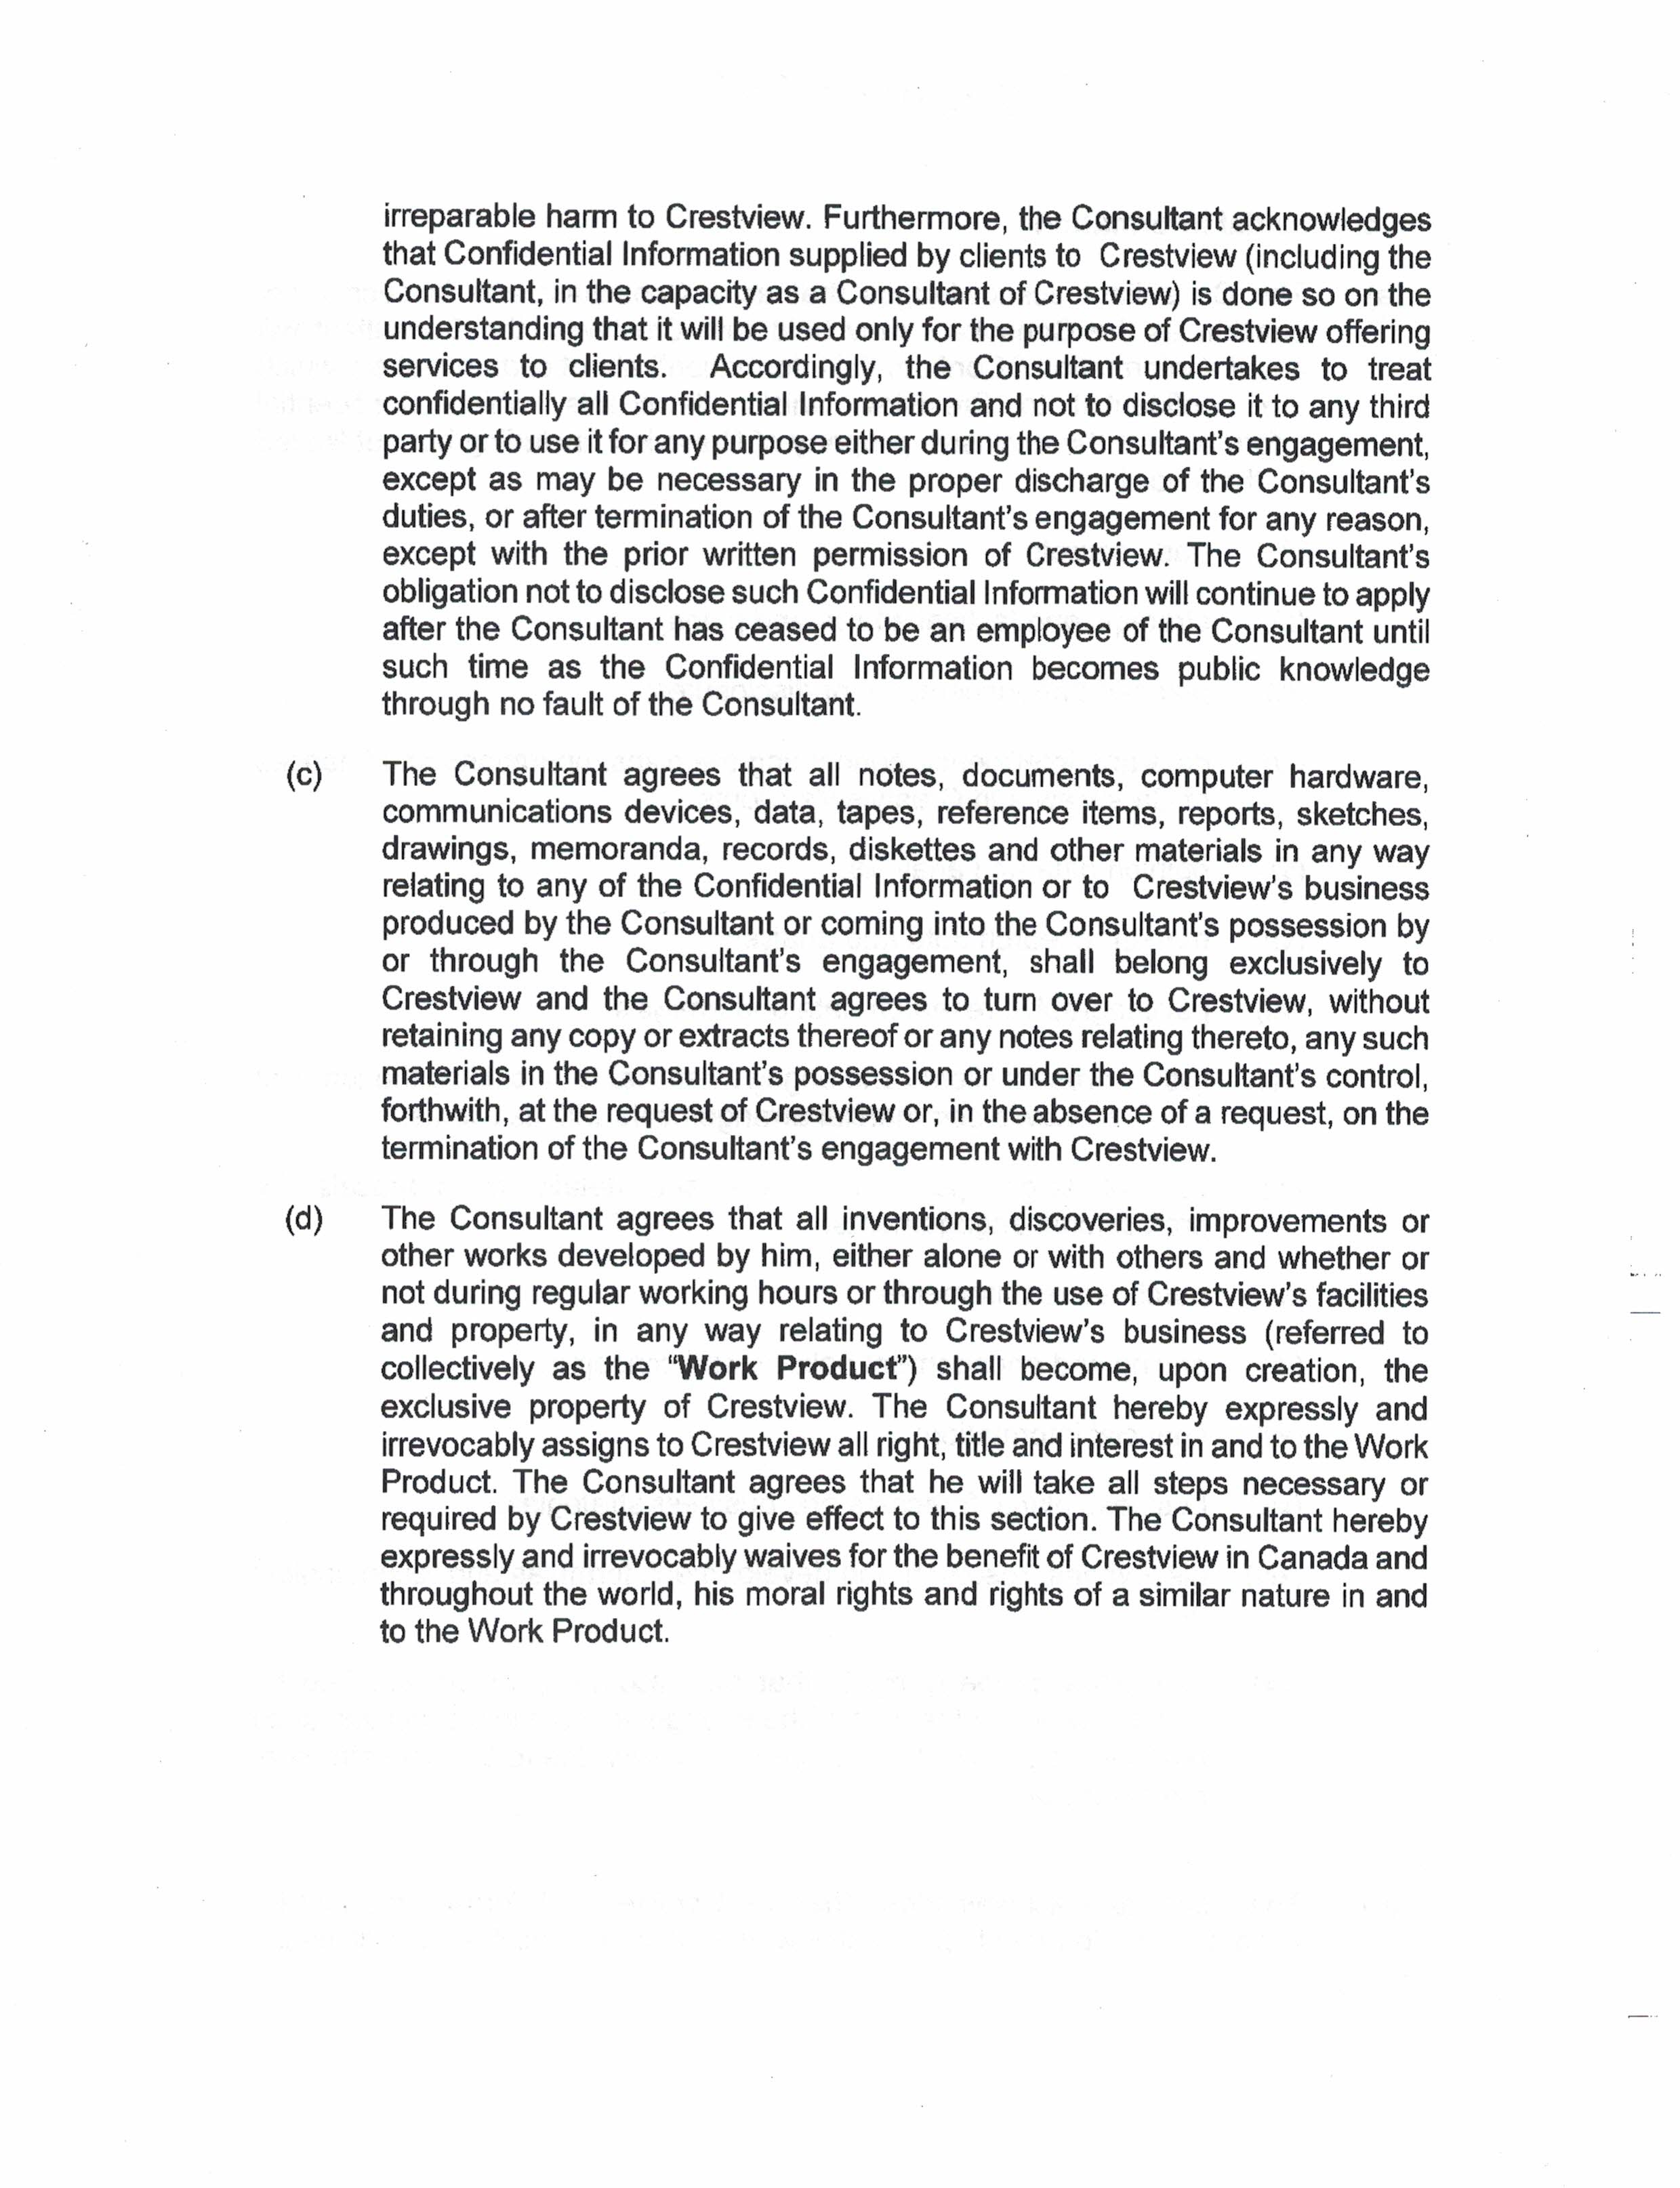 irreparable harm to Crestview. Furthermore, the Consultant acknowledges
that Confidential Information supplied by clients to Crestview (including the
Consultant, in the capacity as a Consultant of Crestview) is done so on the
understanding that it will be used only for the purpose of Crestview offering
services to clients. Accordingly, the Consultant undertakes to treat
confidentially all Confidential Information and not to disclose it to any third
party or to use it for any purpose either during the Consultant's engagement,
except as may be necessary in the proper discharge of the Consultant's
duties, or after termination of the Consultant's engagement for any reason,
except with the prior written permission of Crestview. The Consultant's
obligation not to disclose such Confidential Information will continue to apply
after the Consultant has ceased to be an employee of the Consultant until
such time as the Confidential Information becomes public knowledge
through no fault of the Consultant.
(c) The Consultant agrees that all notes, documents, computer hardware,
communications devices, data, tapes, reference items, reports, sketches,
drawings, memoranda, records, diskettes and other materials in any way
relating to any of the Confidential Information or to Crestview's business
produced by the Consultant or coming into the Consultant's possession by
or through the Consultant's engagement, shall belong exclusively to
Crestview and the Consultant agrees to turn over to Crestview, without
retaining any copy or extracts thereof or any notes relating thereto, any such
materials in the Consultant's possession or under the Consultant's control,
forthwith, at the request of Crestview or, in the absence of a request, on the
termination of the Consultant's engagement with Crestview.
(d) The Consultant agrees that all inventions, discoveries, improvements or
other works developed by him, either alone or with others and whether or
not during regular working hours or through the use of Crestview's facilities
and property, in any way relating to Crestview's business (referred to
collectively as the "Work Product") shall become, upon creation, the
exclusive property of Crestview. The Consultant hereby expressly and
irrevocably assigns to Crestview all right, title and interest in and to the Work
Product. The Consultant agrees that he will take all steps necessary or
required by Crestview to give effect to this section. The Consultant hereby
expressly and irrevocably waives for the benefit of Crestview in Canada and
throughout the world, his moral rights and rights of a similar nature in and
to the Work Product.